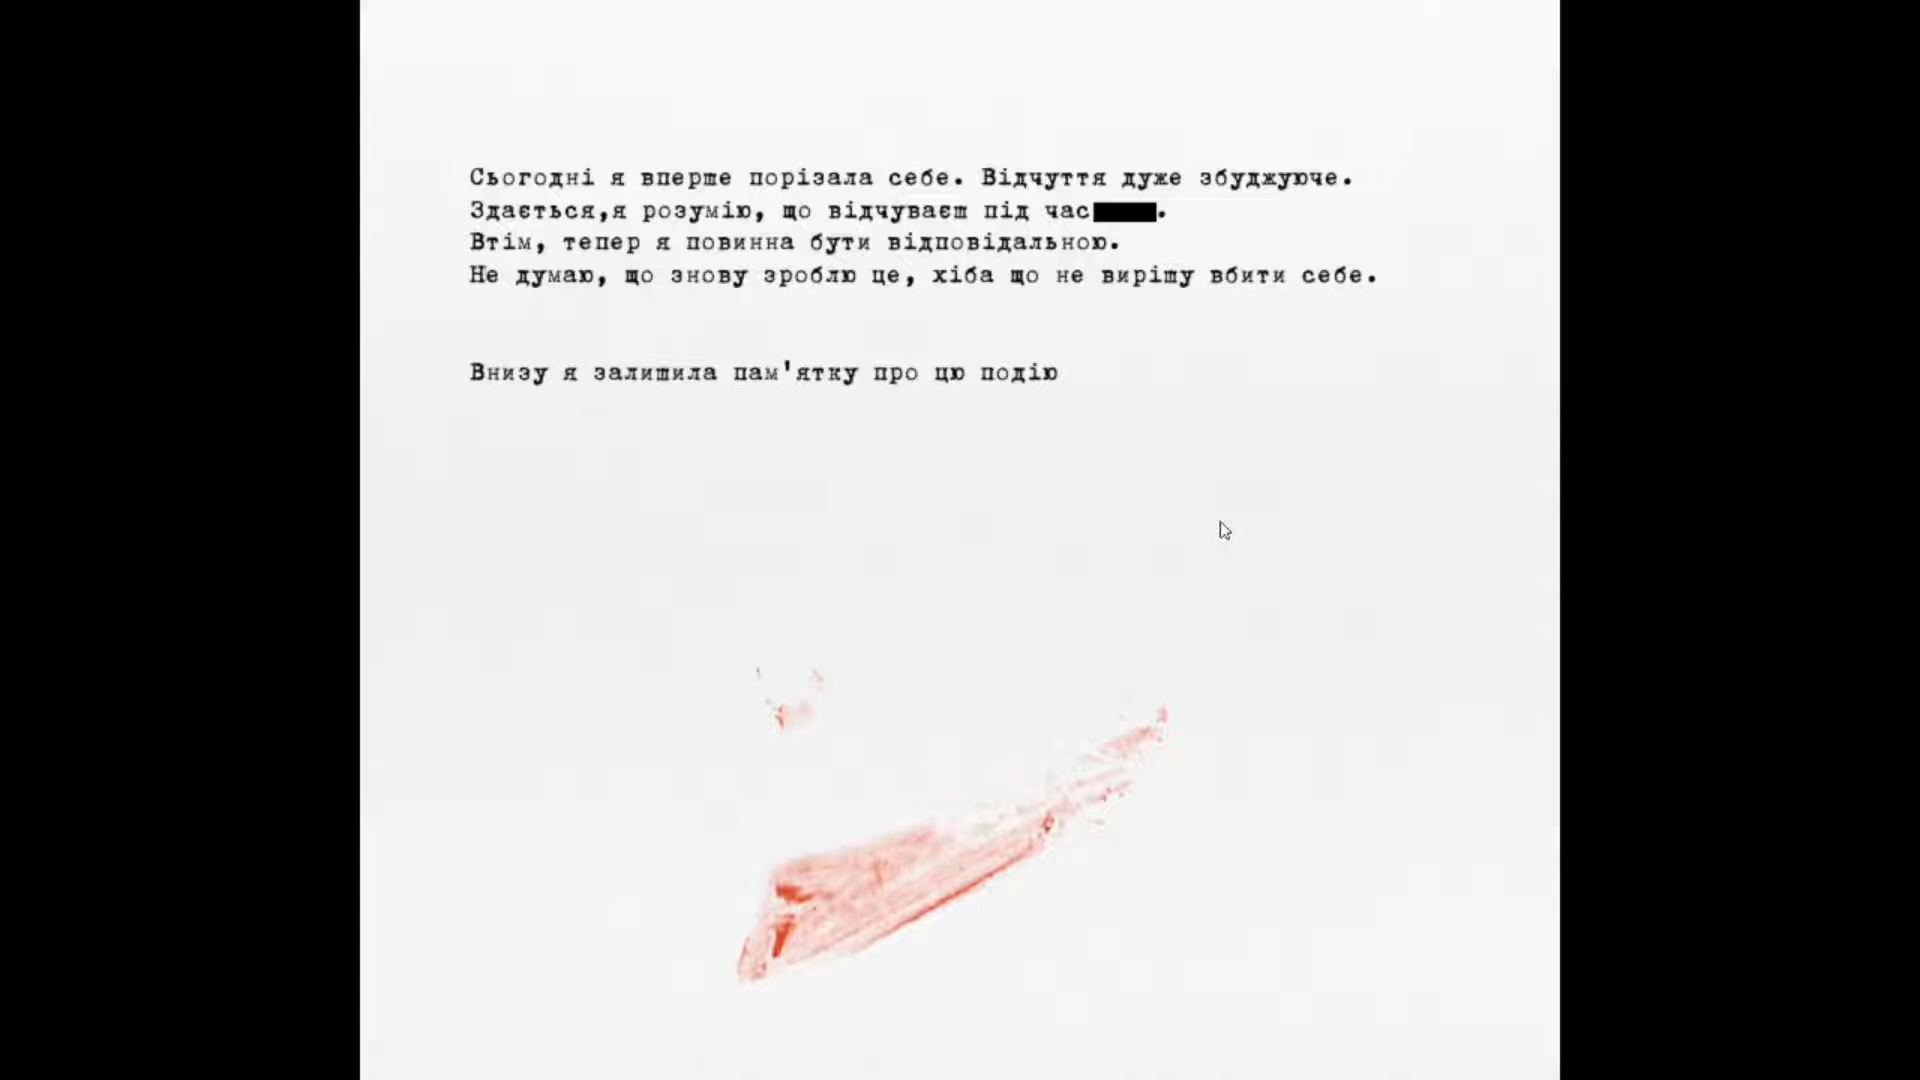 Сьогодні я вперше порізала себе. Відчуття дуже збуджуюче.
Здається,я розумію, що відчуваєш під час.
Втім, тепер я повинна бути відповідальною.
Не думаю, що знову зроблю це, хіба що не вирішу вбити себе.
Внизу я залишила пам'ятку про цю подію